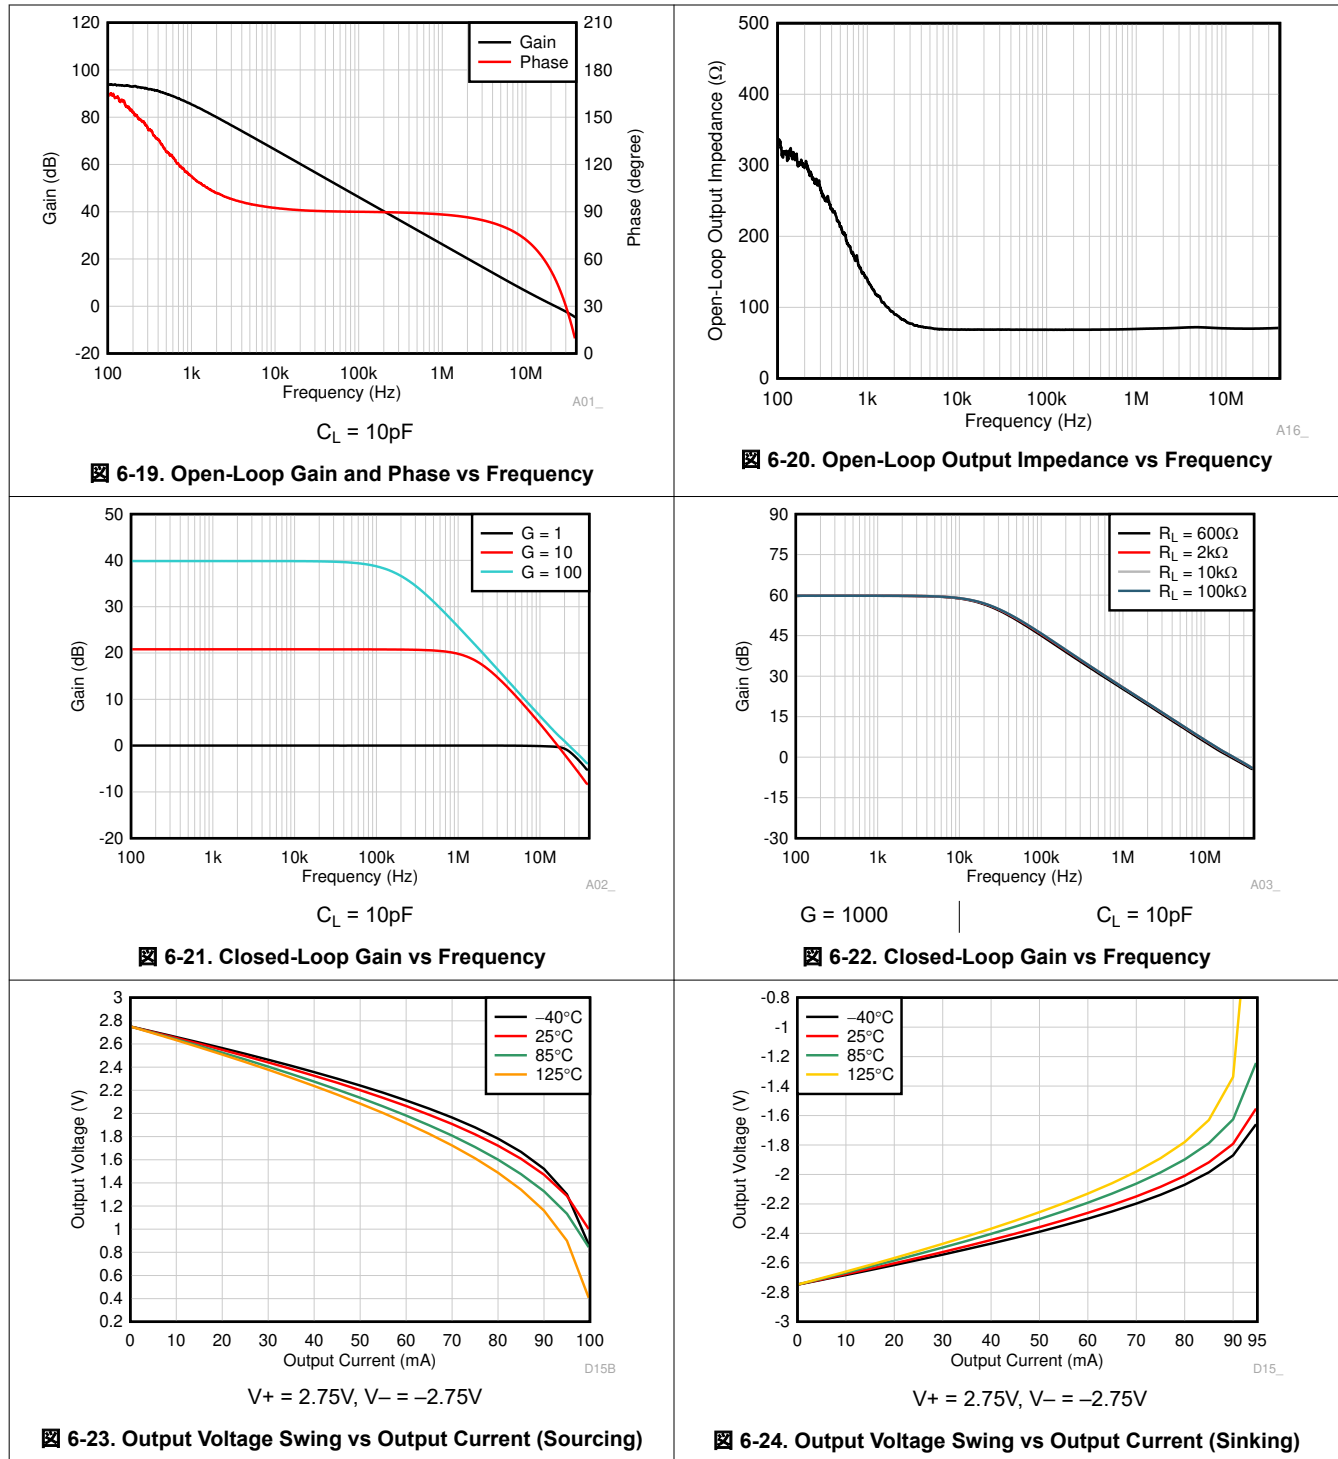 120
100
80
60
40
20
0
-20
210
180
150
120
90
60
30
0
Gain (dB)
Phase (degree)
Gain
Phase
100 1k 10k 100k 1M 10M
Frequency (Hz)
A01_
C_L = 10pF
図 6-19. Open-Loop Gain and Phase vs Frequency
500
400
300
200
100
0
Open-Loop Output Impedance (Ω)
100 1k 10k 100k 1M 10M
Frequency (Hz)
A16_
図 6-20. Open-Loop Output Impedance vs Frequency
50
40
30
20
10
0
-10
-20
Gain (dB)
G = 1
G = 10
G = 100
100 1k 10k 100k 1M 10M
Frequency (Hz)
A02_
C_L = 10pF
図 6-21. Closed-Loop Gain vs Frequency
90
75
60
45
30
15
0
-15
-30
Gain (dB)
R_L = 600Ω
R_L = 2kΩ
R_L = 10kΩ
R_L = 100kΩ
100 1k 10k 100k 1M 10M
Frequency (Hz)
A03_
G = 1000 C_L = 10pF
図 6-22. Closed-Loop Gain vs Frequency
3
2.8
2.6
2.4
2.2
2
1.8
1.6
1.4
1.2
1
0.8
0.6
0.4
0.2
Output Voltage (V)
–40°C
25°C
85°C
125°C
0 10 20 30 40 50 60 70 80 90 100
Output Current (mA)
D15B
V+ = 2.75V, V– = –2.75V
図 6-23. Output Voltage Swing vs Output Current (Sourcing)
-0.8
-1
-1.2
-1.4
-1.6
-1.8
-2
-2.2
-2.4
-2.6
-2.8
-3
Output Voltage (V)
–40°C
25°C
85°C
125°C
0 10 20 30 40 50 60 70 80 90 95
Output Current (mA)
D15_
V+ = 2.75V, V– = –2.75V
図 6-24. Output Voltage Swing vs Output Current (Sinking)